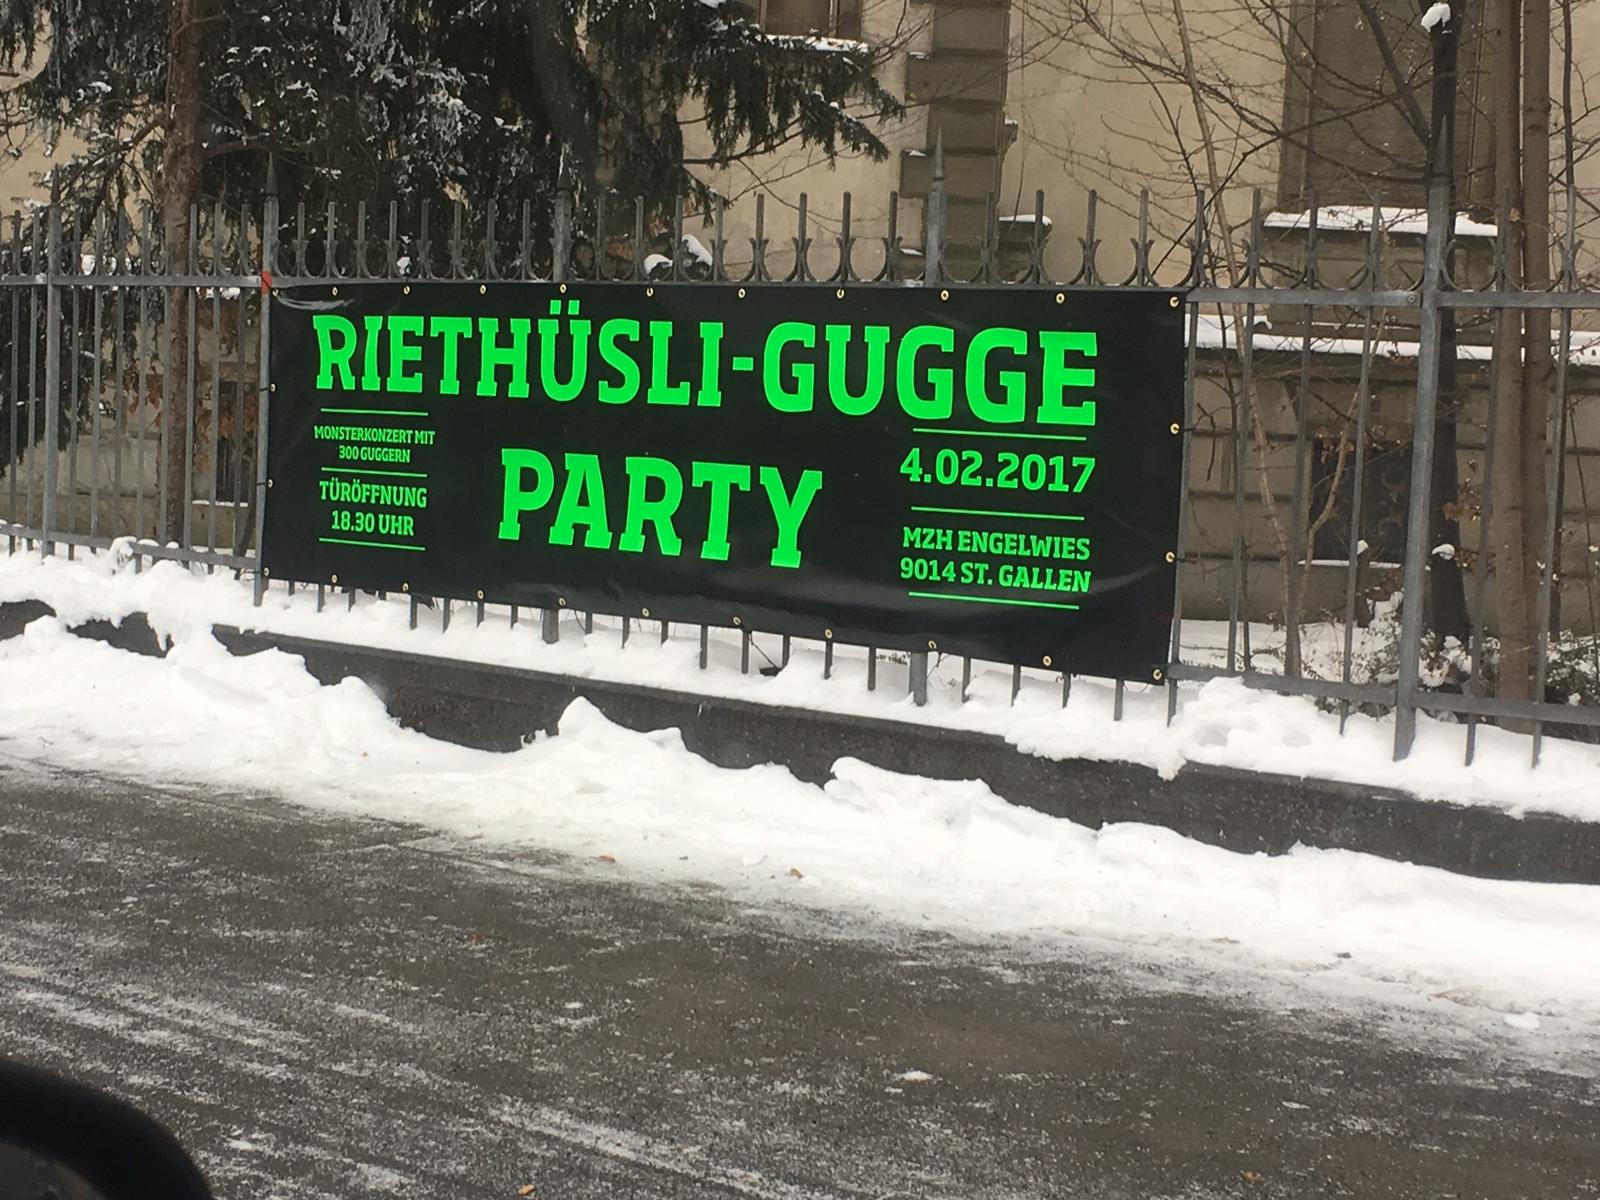 RIETHÜSLI-GUGGE
PARTY
MONSTERKONZERT MIT
300 GUGGERN
TÜRÖFFNUNG
18.30 UHR
4.02.2017
MZH ENGELWIES
9014 ST. GALLEN